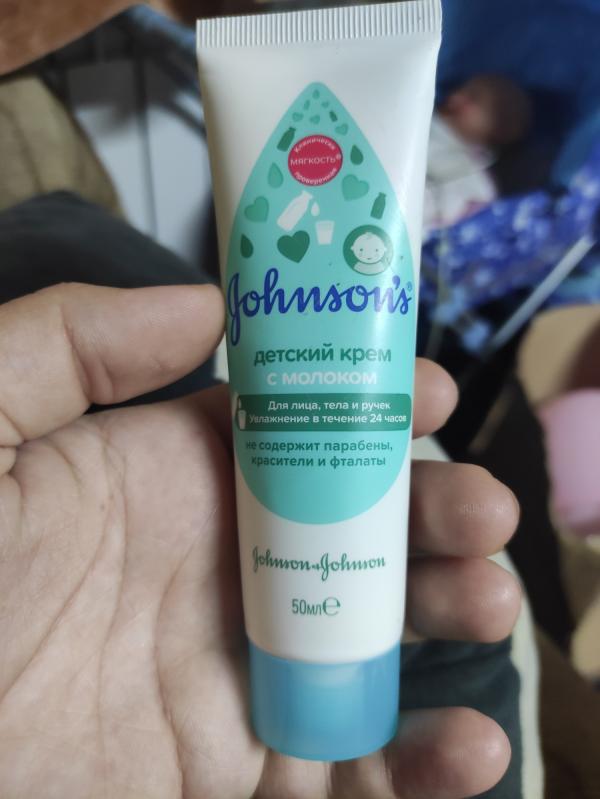 Клинически
мягкость®
проверенная
Johnson's®
детский крем
с молоком
Для лица, тела и ручек
Увлажнение в течение 24 часов
не содержит парабены,
красители и фталаты
Johnson+Johnson
50мл℮